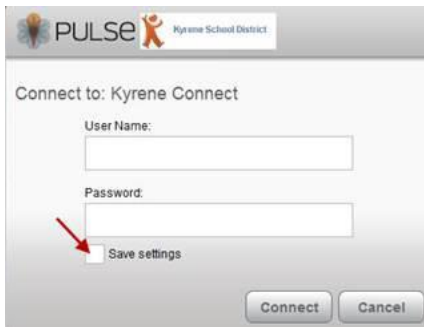 PULSE Kyrene School District
Connect to: Kyrene Connect
User Name:
Password:
Save settings
Connect Cancel